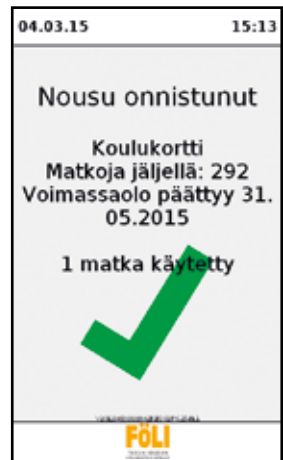 04.03.15 15:13
Nousu onnistunut
Koulukortti
Matkoja jäljellä: 292
Voimassaolo päättyy 31.
05.2015
1 matka käytetty
FÖLI